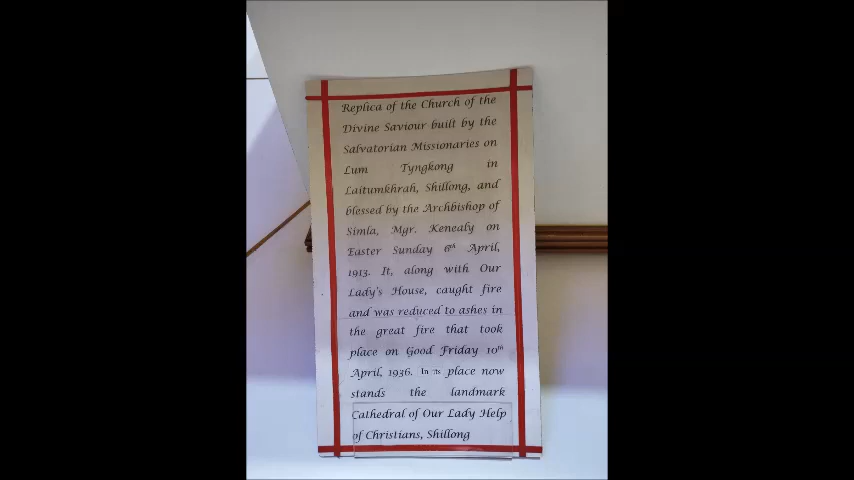 Replica of the Church of the
Divine Saviour built by the
Salvatorian Missionaries on
Lum Tyngkong in
Laitumkhrah, Shillong, and
blessed by the Archbishop of
Simla, Mgr. Kenealy on
Easter Sunday 6th April,
1913. It, along with Our
Lady's House, caught fire
and was reduced to ashes in
the great fire that took
place on Good Friday 10th
April, 1936. In its place now
stands the landmark
Cathedral of Our Lady Help
of Christians, Shillong